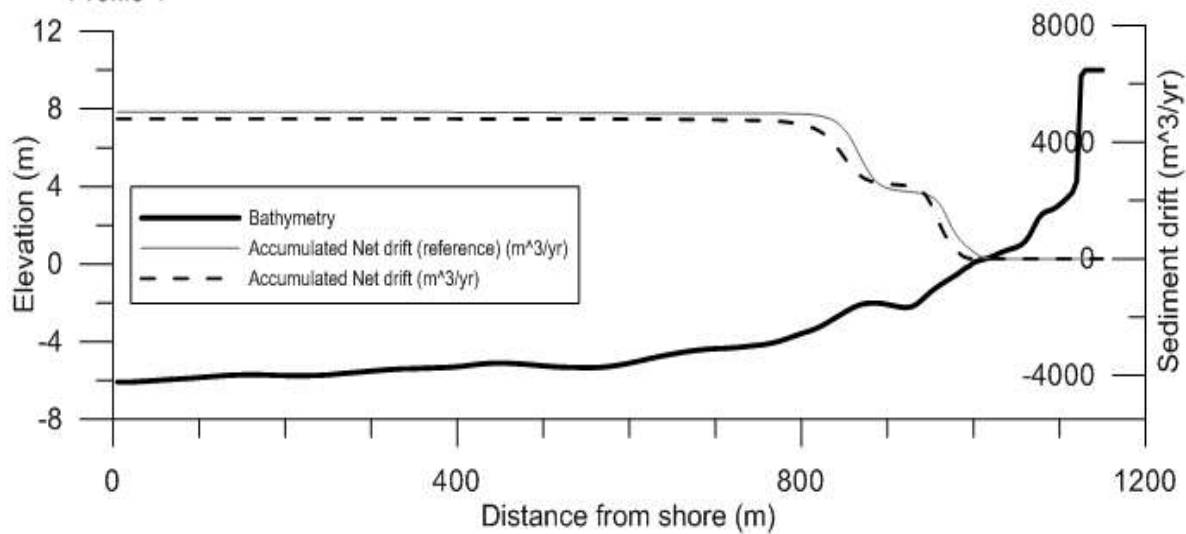 12
8
4
0
-4
-8
Elevation (m)
8000
4000
0
-4000
Sediment drift (m^3/yr)
Bathymetry
Accumulated Net drift (reference) (m^3/yr)
Accumulated Net drift (m^3/yr)
0
400
800
1200
Distance from shore (m)